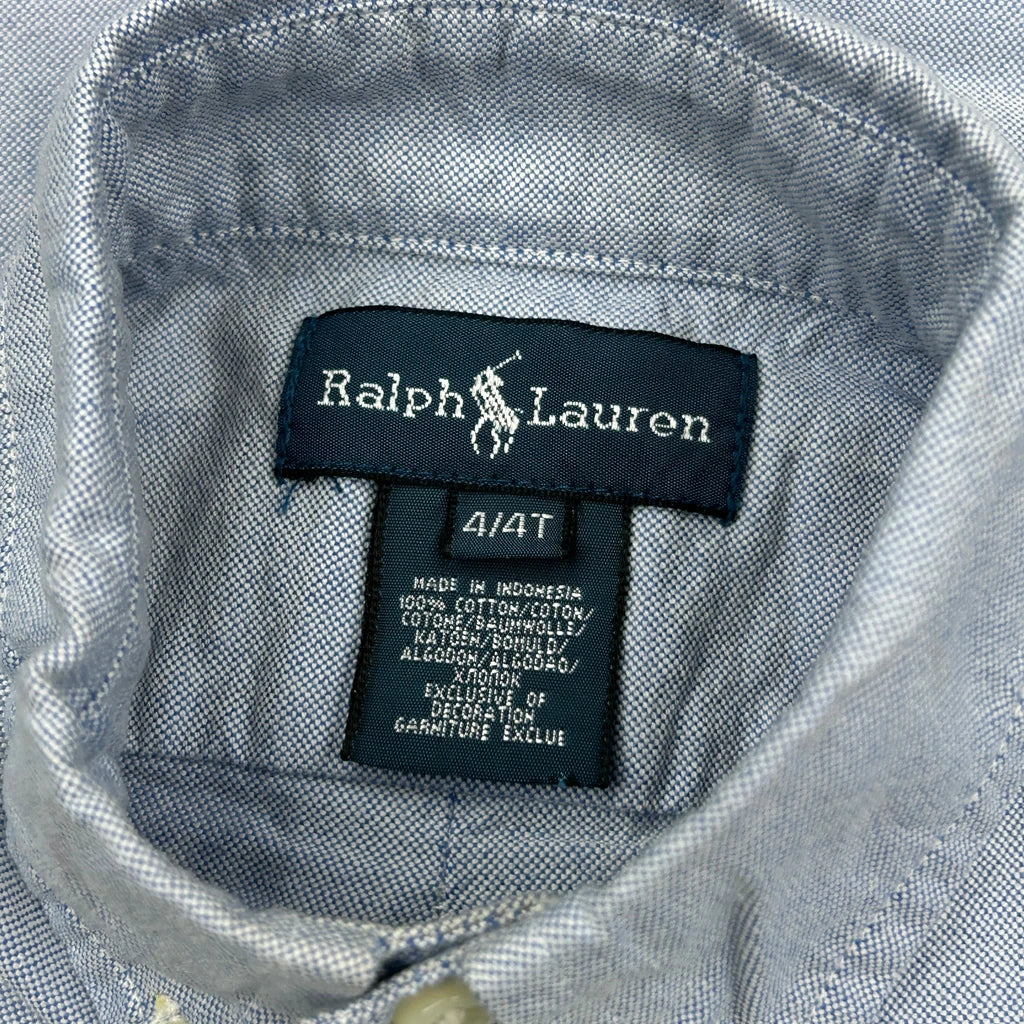 Ralph Lauren
4/4T
MADE IN INDONESIA
100% COTTON/COTON/
COTONE/BAUMWOLLE/
KATOEN/BOMULD/
ALGODON/ALGODAO/
ХЛОПОК
EXCLUSIVE OF
DECORATION
GARNITURE EXCLUE